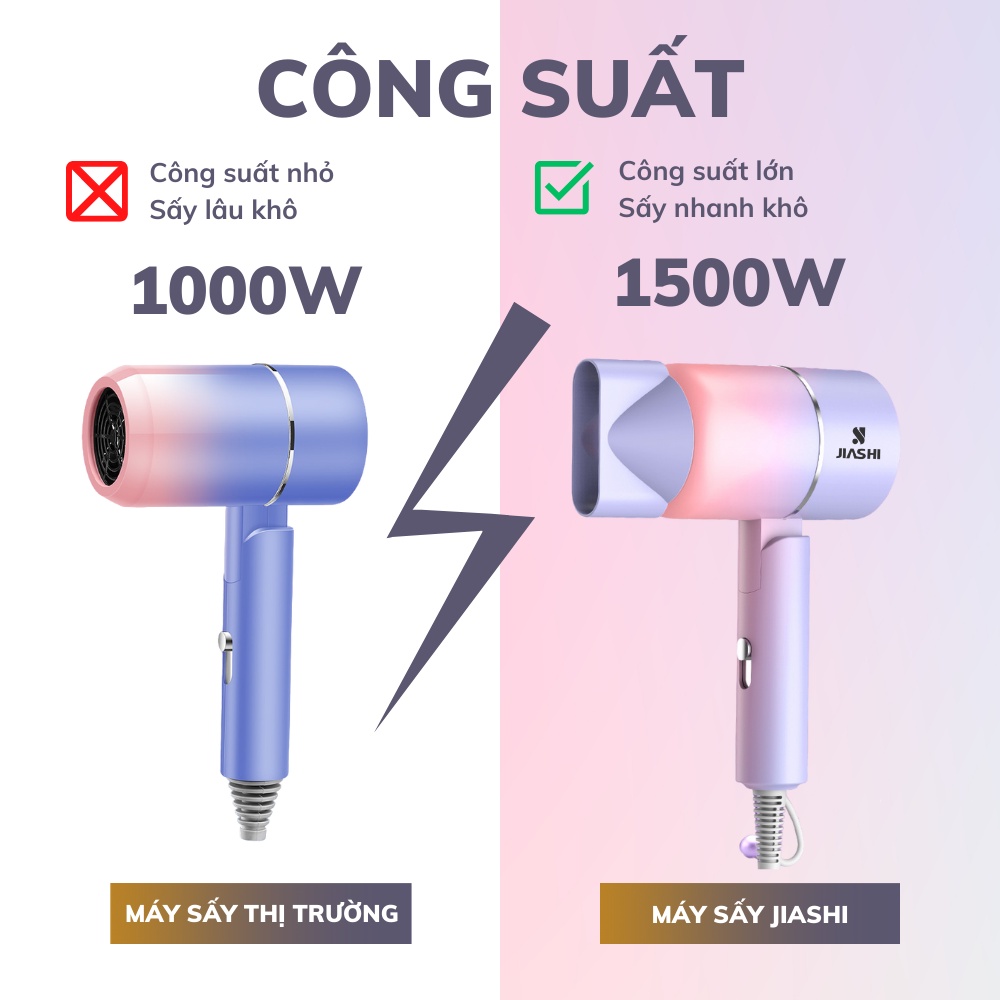 CÔNG SUẤT
Công suất nhỏ
Sấy lâu khô
1000W
Công suất lớn
Sấy nhanh khô
1500W
JIASHI
MÁY SẤY THỊ TRƯỜNG
MÁY SẤY JIASHI